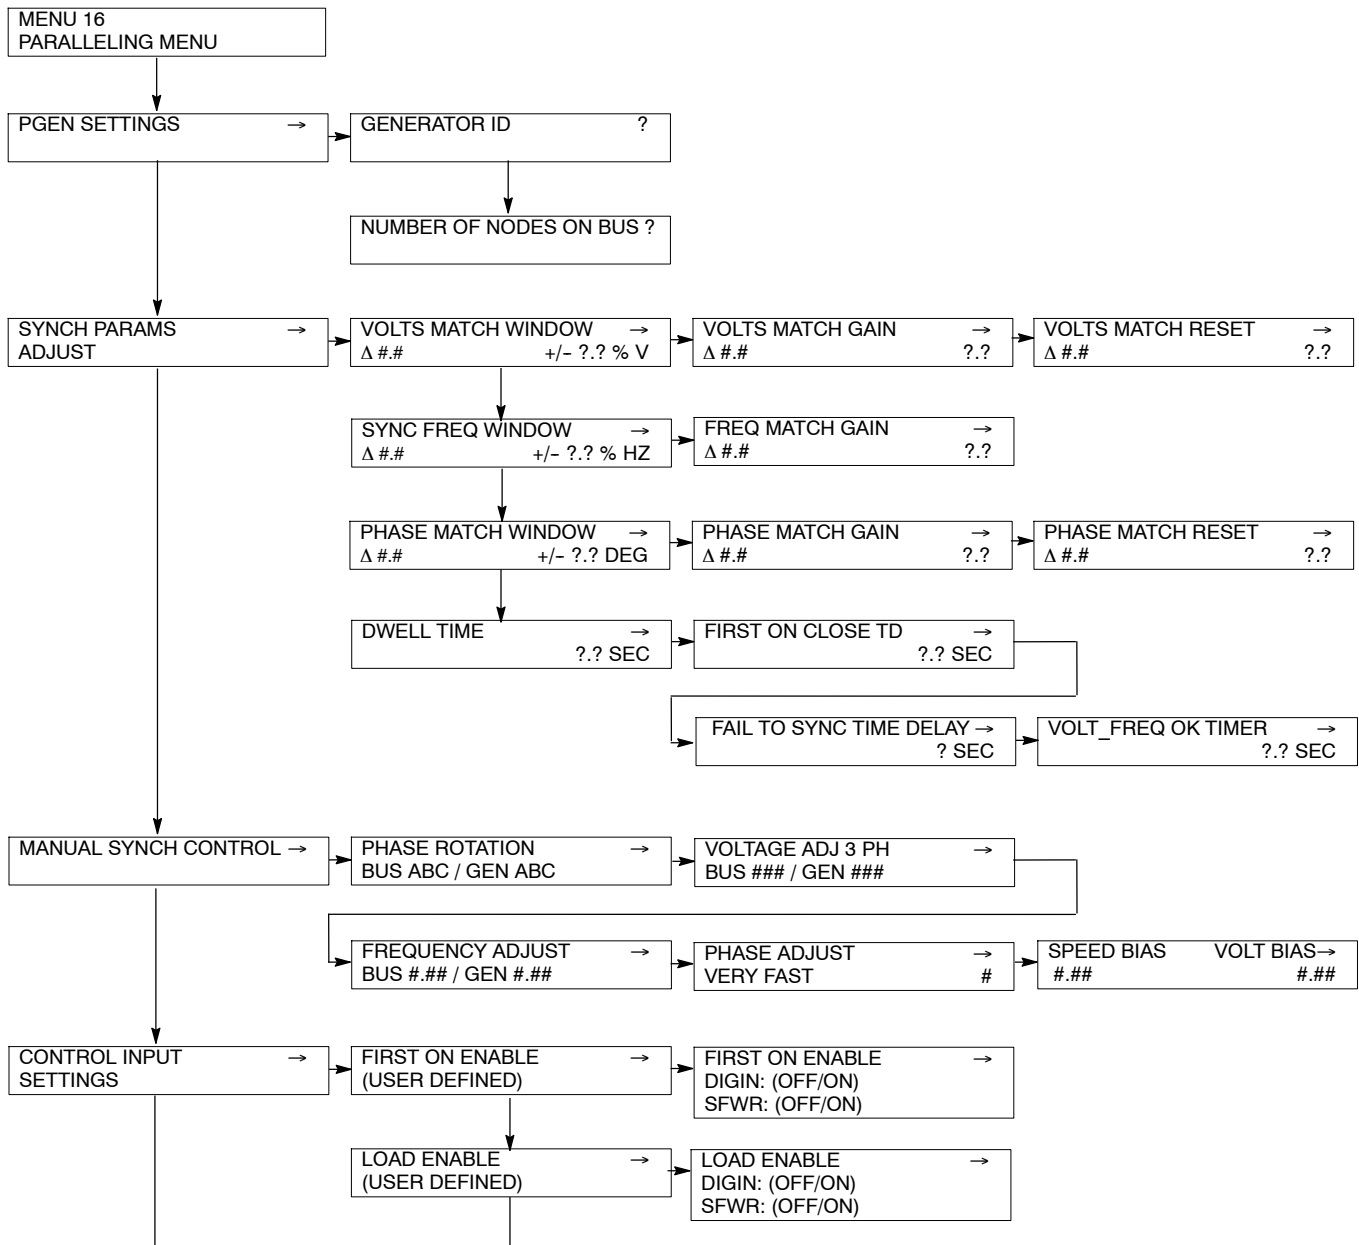 MENU 16
PARALLELING MENU
PGEN SETTINGS →
GENERATOR ID ?
NUMBER OF NODES ON BUS ?
SYNCH PARAMS →
ADJUST
VOLTS MATCH WINDOW →
Δ #.# +/– ?.? % V
VOLTS MATCH GAIN →
Δ #.# ?.?
VOLTS MATCH RESET →
Δ #.# ?.?
SYNC FREQ WINDOW →
Δ #.# +/– ?.? % HZ
FREQ MATCH GAIN →
Δ #.# ?.?
PHASE MATCH WINDOW →
Δ #.# +/– ?.? DEG
PHASE MATCH GAIN →
Δ #.# ?.?
PHASE MATCH RESET →
Δ #.# ?.?
DWELL TIME →
?.? SEC
FIRST ON CLOSE TD →
?.? SEC
FAIL TO SYNC TIME DELAY →
? SEC
VOLT_FREQ OK TIMER →
?.? SEC
MANUAL SYNCH CONTROL →
PHASE ROTATION →
BUS ABC / GEN ABC
VOLTAGE ADJ 3 PH →
BUS ### / GEN ###
FREQUENCY ADJUST →
BUS #.## / GEN #.##
PHASE ADJUST →
VERY FAST #
SPEED BIAS VOLT BIAS→
#.## #.##
CONTROL INPUT →
SETTINGS
FIRST ON ENABLE →
(USER DEFINED)
FIRST ON ENABLE →
DIGIN: (OFF/ON)
SFWR: (OFF/ON)
LOAD ENABLE →
(USER DEFINED)
LOAD ENABLE →
DIGIN: (OFF/ON)
SFWR: (OFF/ON)